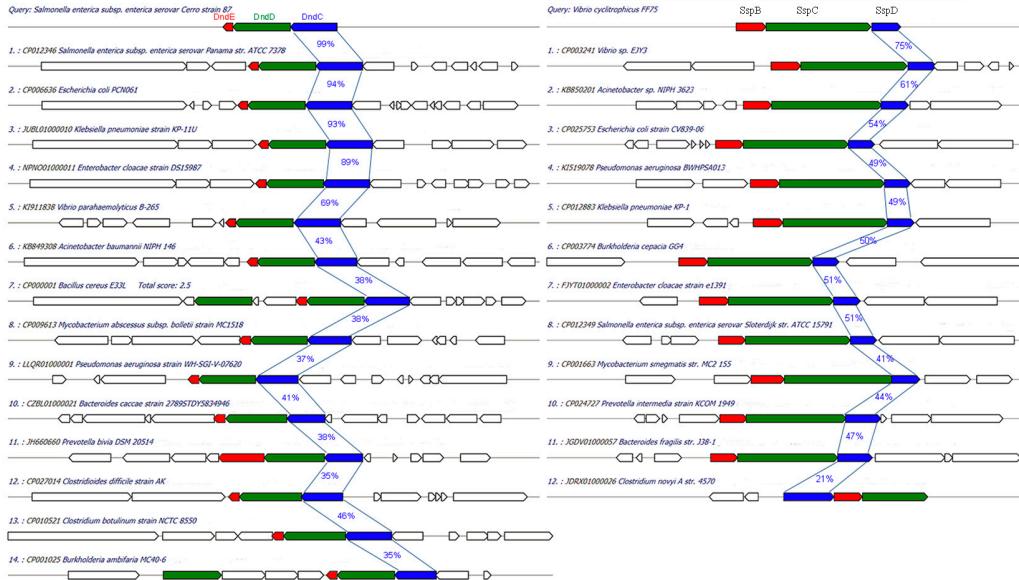 Query: Salmonella enterica subsp. enterica serovar Cerro strain 87
DndE DndD DndC
99%
1. : CP012346 Salmonella enterica subsp. enterica serovar Panama str. ATCC 7378
94%
2. : CP006636 Escherichia coli PCN061
93%
3. : JUBL01000010 Klebsiella pneumoniae strain KP-11U
89%
4. : NPNO01000011 Enterobacter cloacae strain DS15987
69%
5. : KI911838 Vibrio parahaemolyticus B-265
43%
6. : KB849308 Acinetobacter baumannii NIPH 146
38%
7. : CP000001 Bacillus cereus E33L Total score: 2.5
38%
8. : CP009613 Mycobacterium abscessus subsp. bolletii strain MC1518
37%
9. : LLQR01000001 Pseudomonas aeruginosa strain WH-SGI-V-07620
41%
10. : CZBL01000021 Bacteroides caccae strain 2789STDY5834946
38%
11. : JH660660 Prevotella bivia DSM 20514
35%
12. : CP027014 Clostridioides difficile strain AK
46%
13. : CP010521 Clostridium botulinum strain NCTC 8550
35%
14. : CP001025 Burkholderia ambifaria MC40-6
Query: Vibrio cyclitrophicus FF75
SspB SspC SspD
75%
1. : CP003241 Vibrio sp. EJY3
61%
2. : KB850201 Acinetobacter sp. NIPH 3623
54%
3. : CP025753 Escherichia coli strain CV839-06
49%
4. : KI519078 Pseudomonas aeruginosa BWHPSA013
49%
5. : CP012883 Klebsiella pneumoniae KP-1
50%
6. : CP003774 Burkholderia cepacia GG4
51%
7. : FJYT01000002 Enterobacter cloacae strain e1391
51%
8. : CP012349 Salmonella enterica subsp. enterica serovar Sloterdijk str. ATCC 15791
41%
9. : CP001663 Mycobacterium smegmatis str. MC2 155
44%
10. : CP024727 Prevotella intermedia strain KCOM 1949
47%
11. : JGDV01000057 Bacteroides fragilis str. J38-1
21%
12. : JDRX01000026 Clostridium novyi A str. 4570